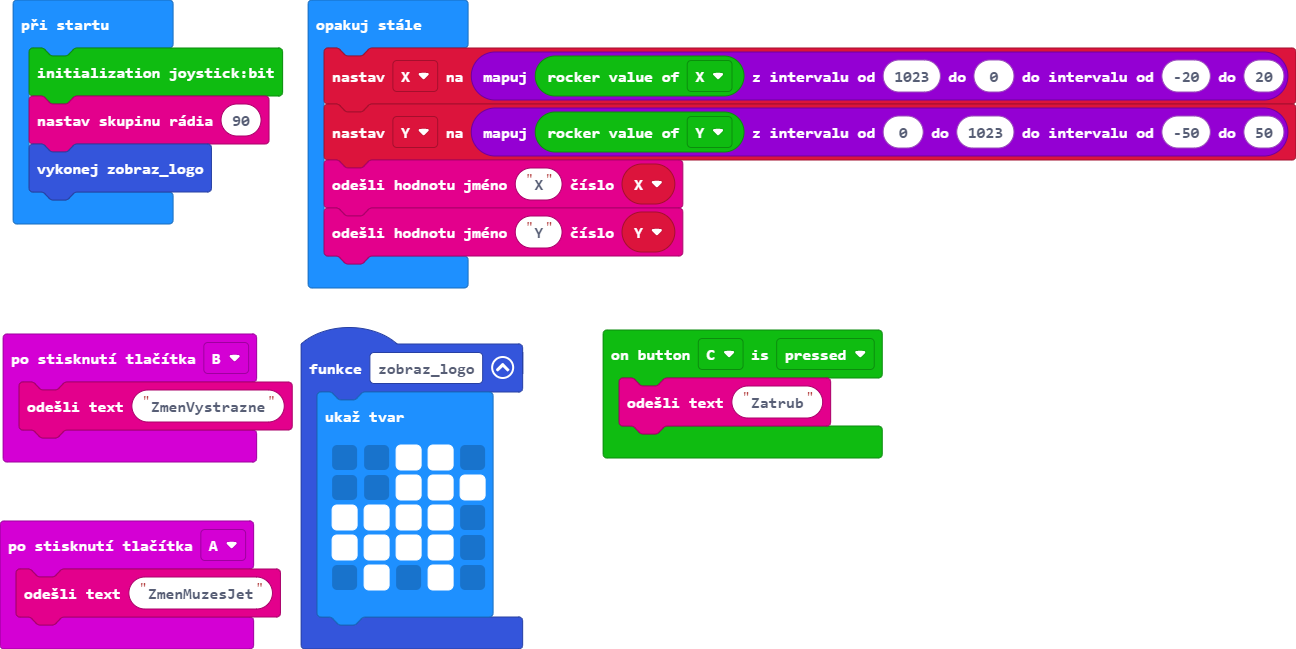 při startu
initialization joystick:bit
nastav skupinu rádia 90
vykonej zobraz_logo
opakuj stále
nastav X na mapuj rocker value of X z intervalu od 1023 do 0 do intervalu od -20 do 20
nastav Y na mapuj rocker value of Y z intervalu od 0 do 1023 do intervalu od -50 do 50
odešli hodnotu jméno "X" číslo X
odešli hodnotu jméno "Y" číslo Y
po stisknutí tlačítka B
odešli text "ZmenVystrazne"
funkce zobraz_logo
ukaž tvar
on button C is pressed
odešli text "Zatrub"
po stisknutí tlačítka A
odešli text "ZmenMuzesJet"